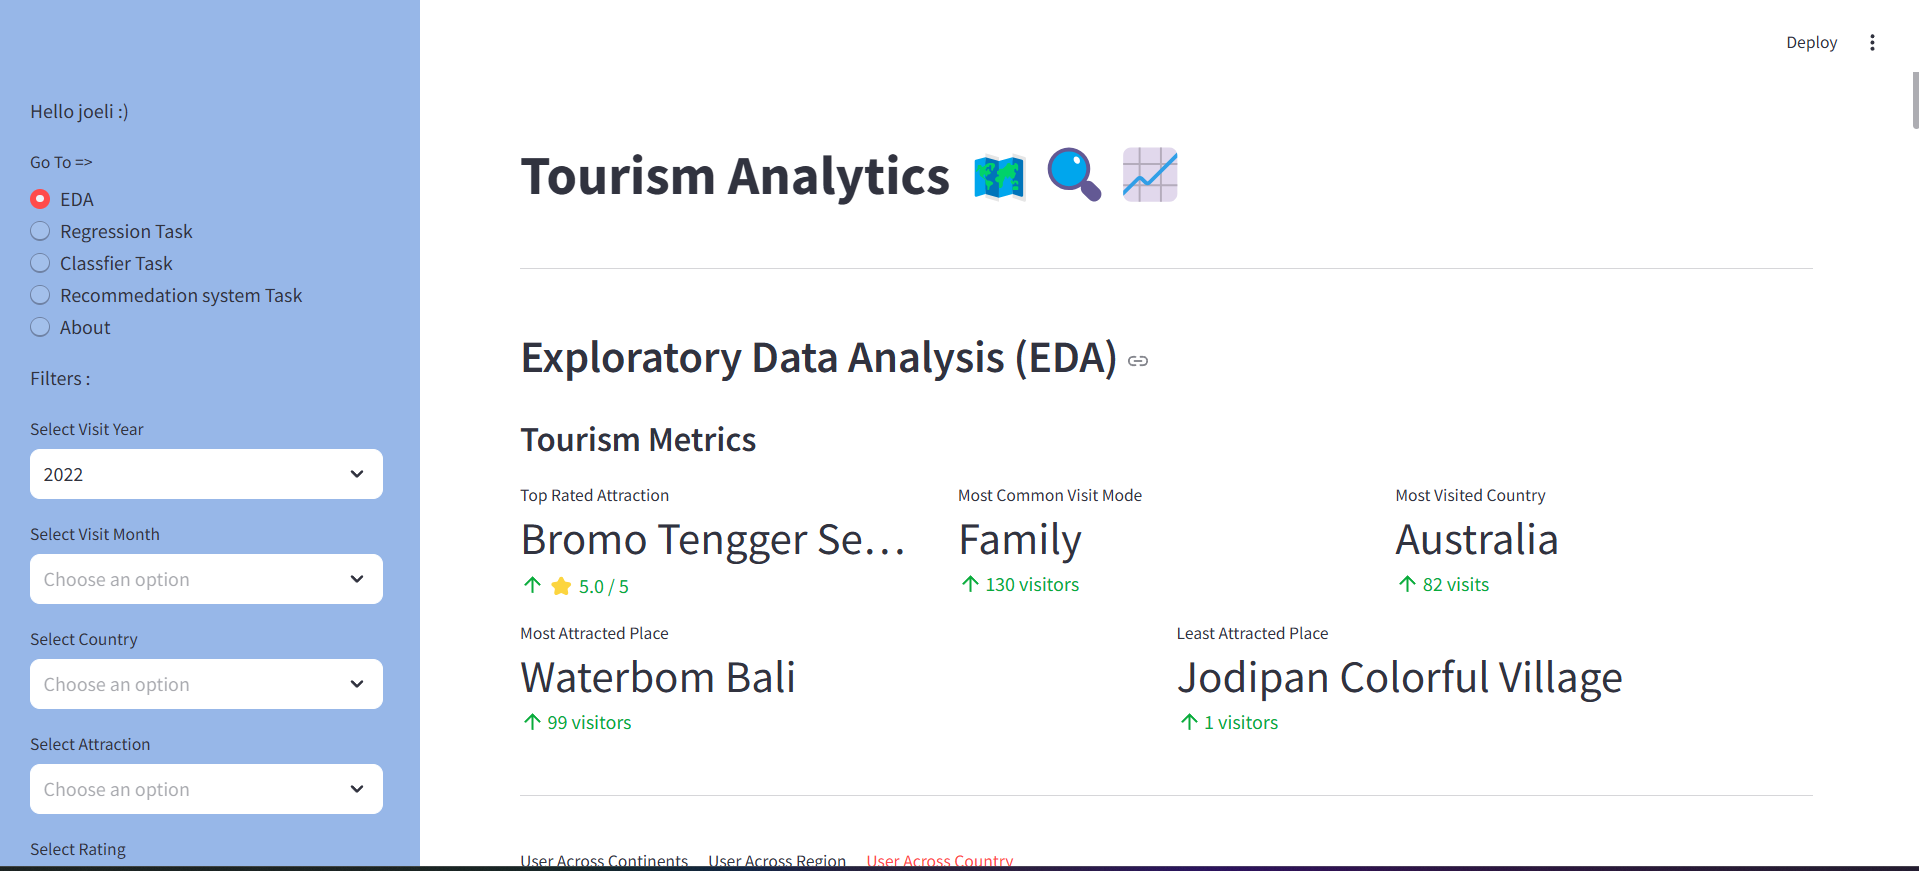 Deploy
Hello joeli :)
Go To =>
EDA
Regression Task
Classfier Task
Recommedation system Task
About
Filters :
Select Visit Year
2022
Select Visit Month
Choose an option
Select Country
Choose an option
Select Attraction
Choose an option
Select Rating
Tourism Analytics
Exploratory Data Analysis (EDA)
Tourism Metrics
Top Rated Attraction
Bromo Tengger Se...
↑ ⭐ 5.0 / 5
Most Common Visit Mode
Family
↑ 130 visitors
Most Visited Country
Australia
↑ 82 visits
Most Attracted Place
Waterbom Bali
↑ 99 visitors
Least Attracted Place
Jodipan Colorful Village
↑ 1 visitors
User Across Continents User Across Region User Across Country